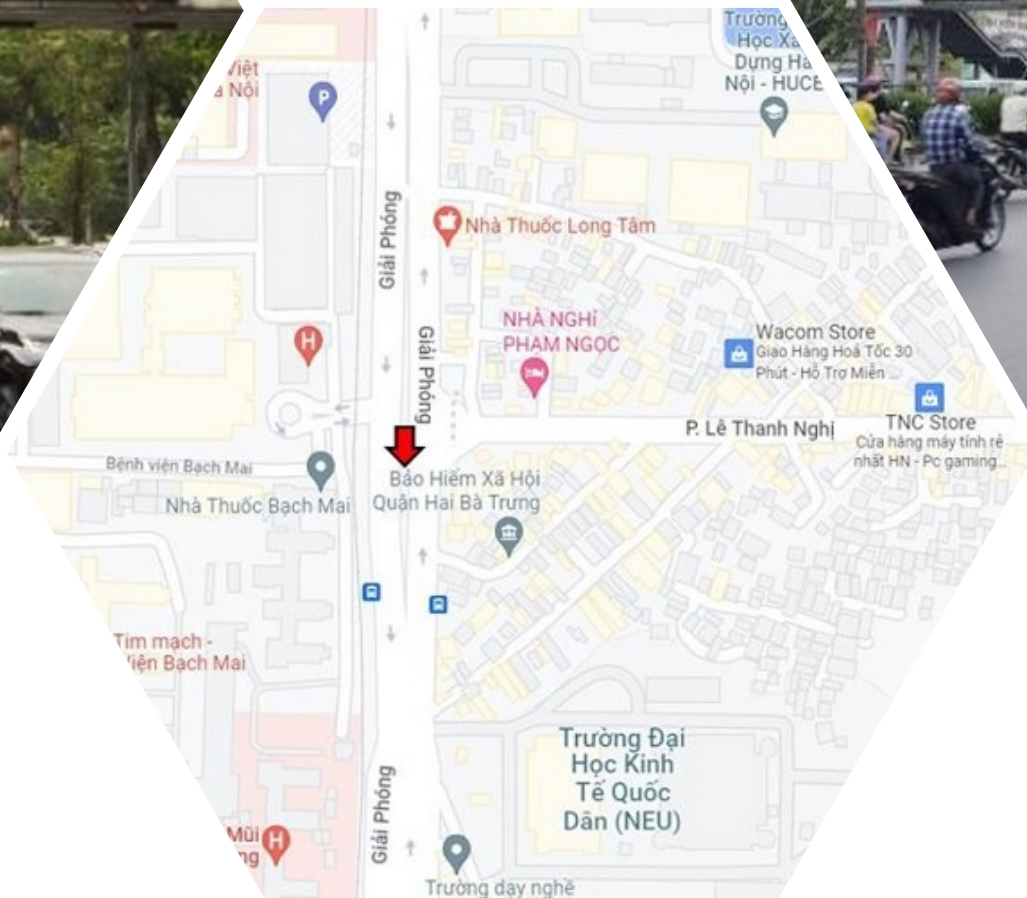 Việt
à Nội
Trường
Học Xâ
Dựng Hà
Nội - HUCE
Giải Phóng
Nhà Thuốc Long Tâm
Giải Phóng
NHÀ NGHỈ
PHẠM NGỌC
Wacom Store
Giao Hàng Hoả Tốc 30
Phút - Hỗ Trợ Miễn ...
TNC Store
Cửa hàng máy tính rẻ
nhất HN - Pc gaming...
P. Lê Thanh Nghị
Bệnh viện Bạch Mai
Nhà Thuốc Bạch Mai
Bảo Hiểm Xã Hội
Quận Hai Bà Trưng
Tim mạch -
Viện Bạch Mai
Trường Đại
Học Kinh
Tế Quốc
Dân (NEU)
Giải Phóng
Mũi
ng
Trường dạy nghề
P
H
H